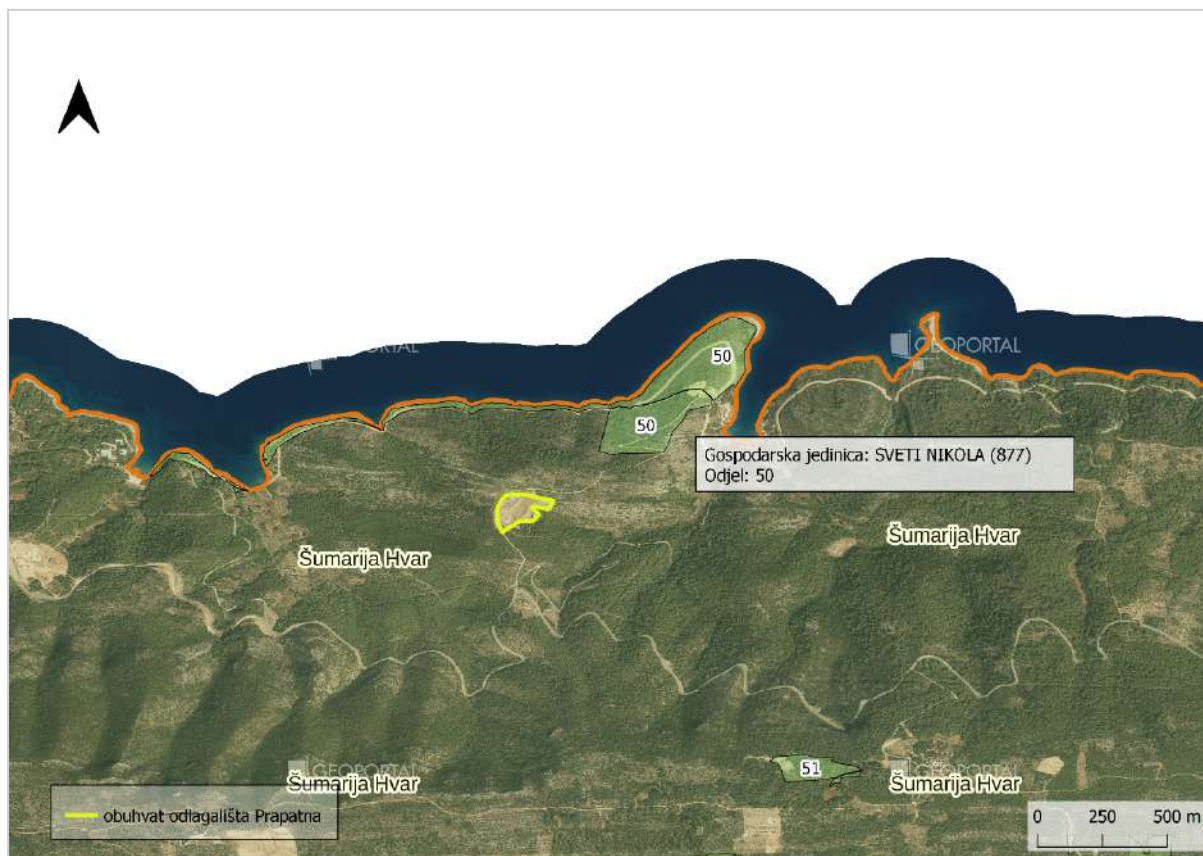 GEOPORTAL
GEOPORTAL
50
50
Gospodarska jedinica: SVETI NIKOLA (877)
Odjel: 50
Šumarija Hvar
Šumarija Hvar
GEOPORTAL
51
GEOPORTAL
Šumarija Hvar
Šumarija Hvar
obuhvat odlagališta Prapatna
0 250 500 m